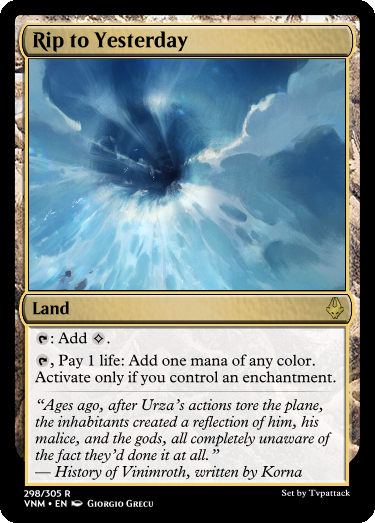 Rip to Yesterday
Land
: Add .
, Pay 1 life: Add one mana of any color.
Activate only if you control an enchantment.
“Ages ago, after Urza’s actions tore the plane,
the inhabitants created a reflection of him, his
malice, and the gods, all completely unaware of
the fact they’d done it at all.”
— History of Vinimroth, written by Korna
298/305 R
VNM • EN Giorgio Grecu
Set by Tvpattack